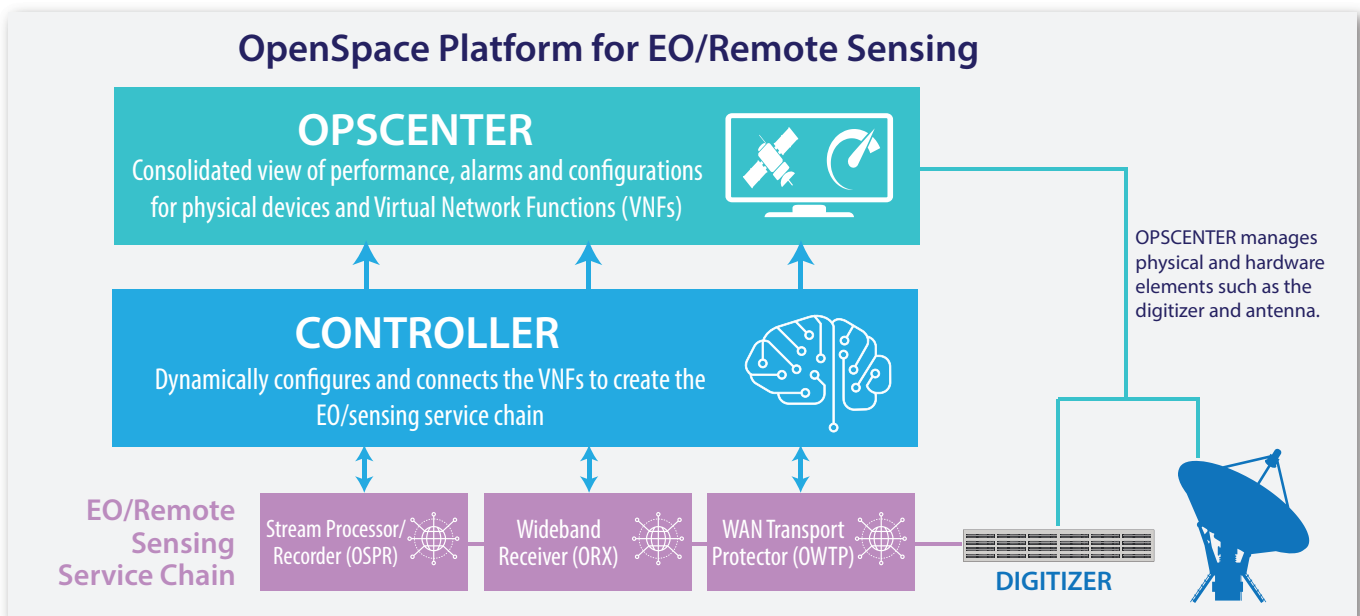 OpenSpace Platform for EO/Remote Sensing
OPSCENTER
Consolidated view of performance, alarms and configurations
for physical devices and Virtual Network Functions (VNFs)
OPSCENTER manages
physical and hardware
elements such as the
digitizer and antenna.
CONTROLLER
Dynamically configures and connects the VNFs to create the
EO/sensing service chain
EO/Remote
Sensing
Service Chain
Stream Processor/
Recorder (OSPR)
Wideband
Receiver (ORX)
WAN Transport
Protector (OWTP)
DIGITIZER